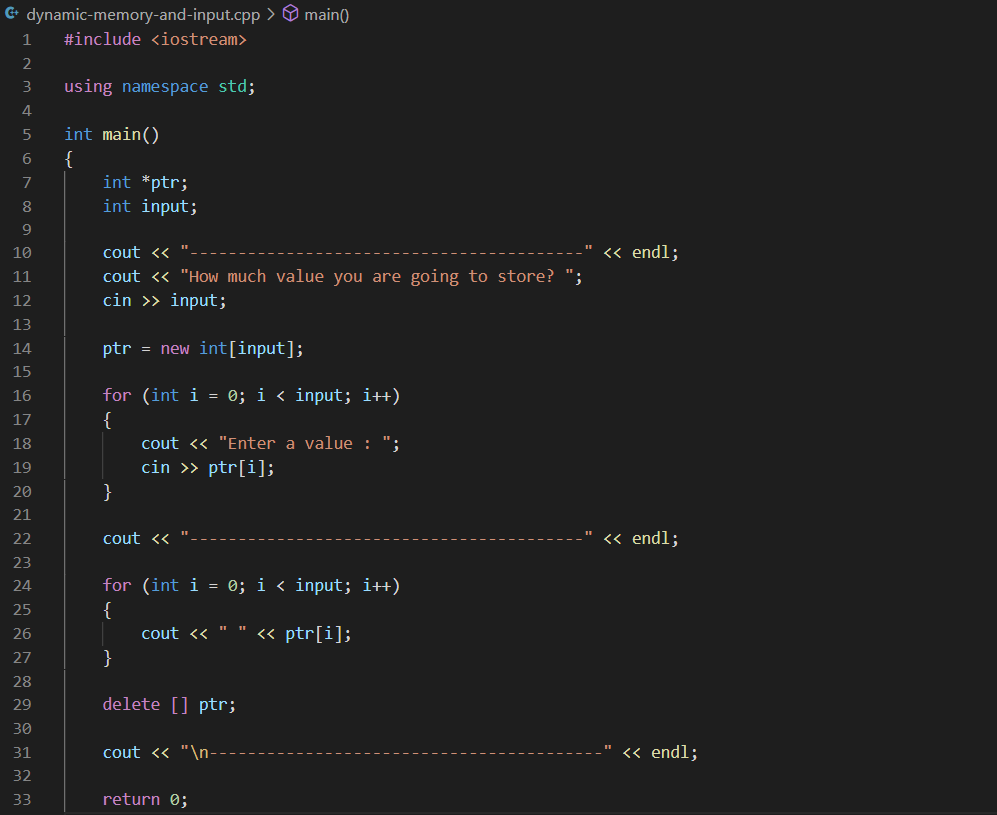 dynamic-memory-and-input.cpp > main()
1 #include <iostream>
2
3 using namespace std;
4
5 int main()
6 {
7     int *ptr;
8     int input;
9
10     cout << "-----------------------------------------" << endl;
11     cout << "How much value you are going to store? ";
12     cin >> input;
13
14     ptr = new int[input];
15
16     for (int i = 0; i < input; i++)
17     {
18         cout << "Enter a value : ";
19         cin >> ptr[i];
20     }
21
22     cout << "-----------------------------------------" << endl;
23
24     for (int i = 0; i < input; i++)
25     {
26         cout << " " << ptr[i];
27     }
28
29     delete [] ptr;
30
31     cout << "\n-----------------------------------------" << endl;
32
33     return 0;